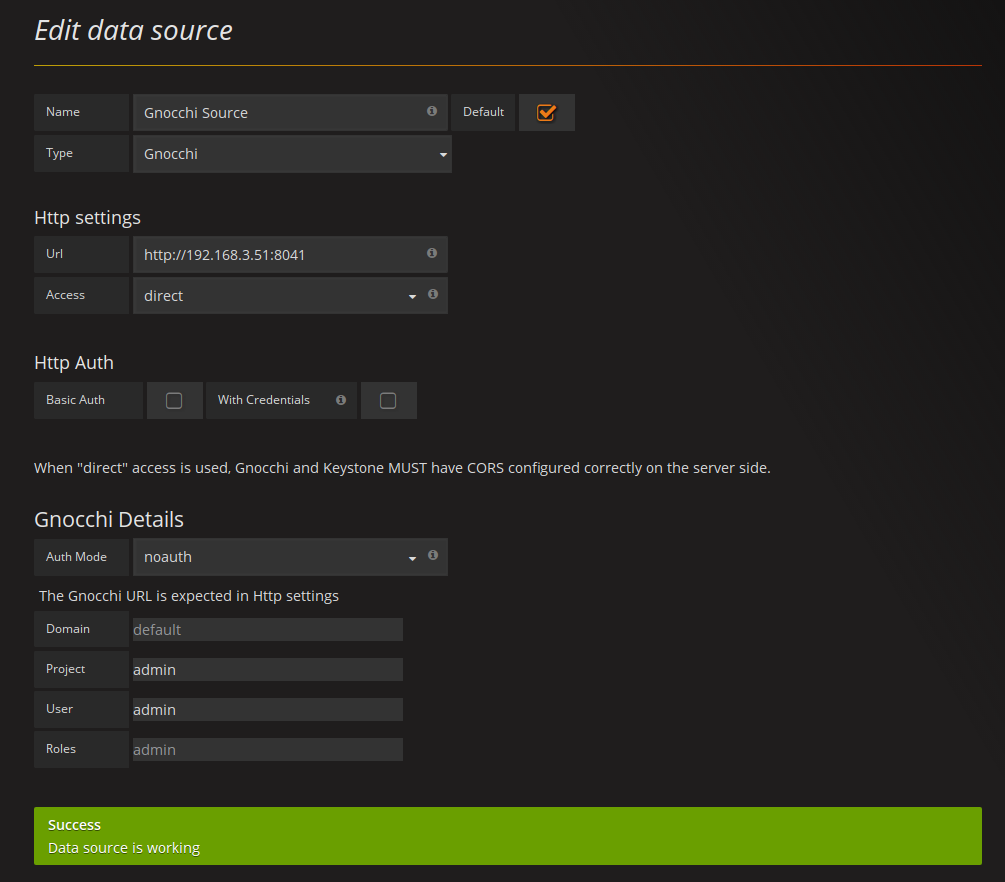 Edit data source
Name Gnocchi Source Default
Type Gnocchi
Http settings
Url http://192.168.3.51:8041
Access direct
Http Auth
Basic Auth With Credentials
When "direct" access is used, Gnocchi and Keystone MUST have CORS configured correctly on the server side.
Gnocchi Details
Auth Mode noauth
The Gnocchi URL is expected in Http settings
Domain default
Project admin
User admin
Roles admin
Success
Data source is working